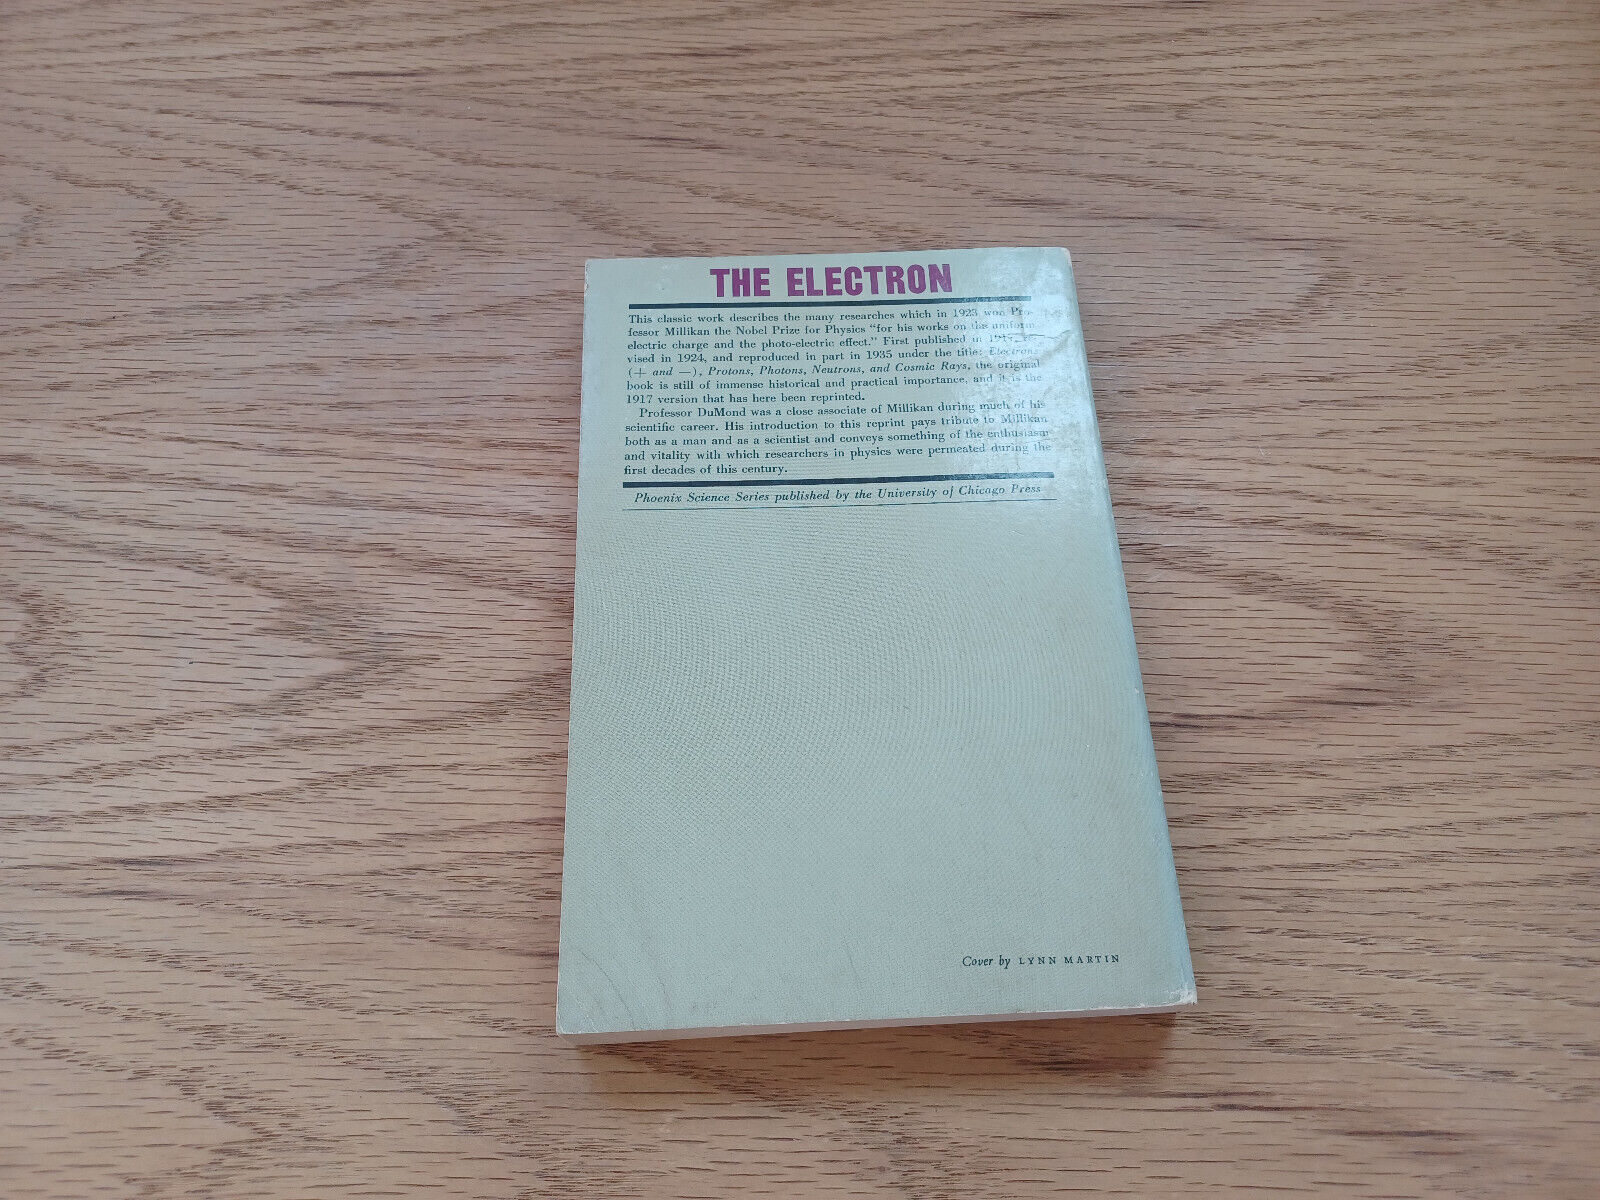 THE ELECTRON
This classic work describes the many researches which in 1923 won Pro-
fessor Millikan the Nobel Prize for Physics “for his works on the uniform
electric charge and the photo-electric effect.” First published in
vised in 1924, and reproduced in part in 1935 under the title: Electrons
(+ and −), Protons, Photons, Neutrons, and Cosmic Rays, the original
book is still of immense historical and practical importance, and it is the
1917 version that has here been reprinted.
Professor DuMond was a close associate of Millikan during much of his
scientific career. His introduction to this reprint pays tribute to Millikan
both as a man and as a scientist and conveys something of the enthusiasm
and vitality with which researchers in physics were permeated during the
first decades of this century.
Phoenix Science Series published by the University of Chicago Press
Cover by LYNN MARTIN